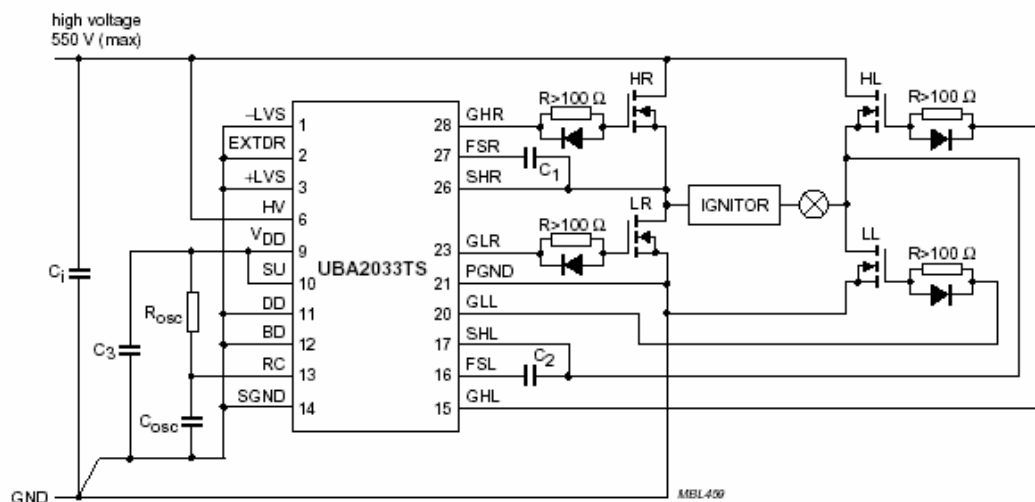 high voltage
550 V (max)
–LVS
1
EXTDR
2
+LVS
3
HV
6
VDD
9
SU
10
DD
11
BD
12
RC
13
SGND
14
UBA2033TS
28
GHR
27
FSR
26
SHR
23
GLR
21
PGND
20
GLL
17
SHL
16
FSL
15
GHL
Ci
C3
Rosc
Cosc
C1
C2
R>100 Ω
HR
R>100 Ω
LR
IGNITOR
HL
R>100 Ω
LL
R>100 Ω
GND
MBL459